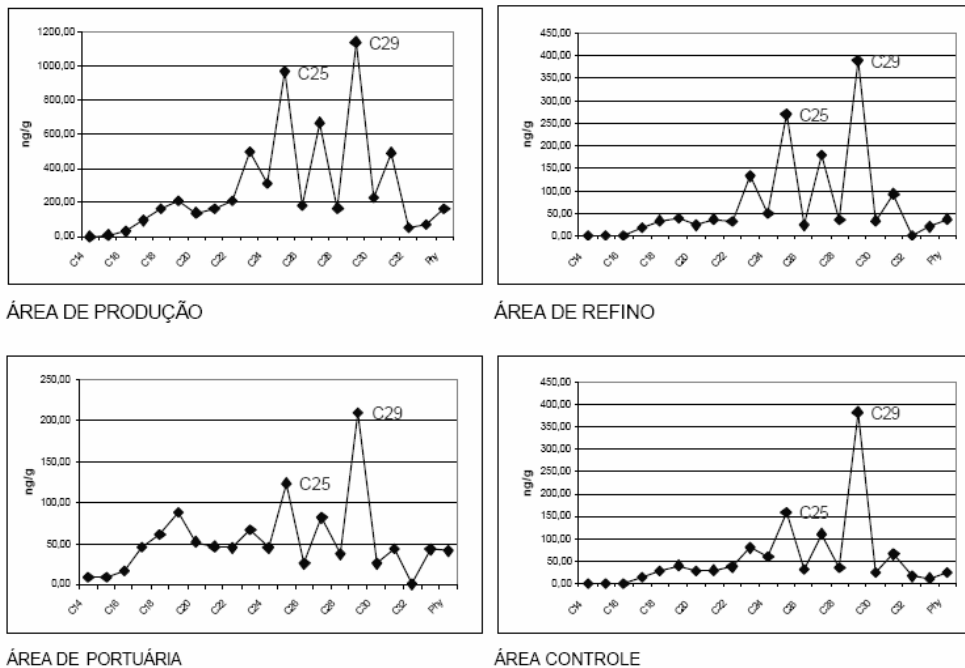 1200,00
1000,00
800,00
600,00
400,00
200,00
0,00
ng/g
C25
C29
C14
C16
C18
C20
C22
C24
C26
C28
C30
C32
Phy
ÁREA DE PRODUÇÃO
450,00
400,00
350,00
300,00
250,00
200,00
150,00
100,00
50,00
0,00
ng/g
C25
C29
C14
C16
C18
C20
C22
C24
C26
C28
C30
C32
Phy
ÁREA DE REFINO
250,00
200,00
150,00
100,00
50,00
0,00
ng/g
C25
C29
C14
C16
C18
C20
C22
C24
C26
C28
C30
C32
Phy
ÁREA DE PORTUÁRIA
450,00
400,00
350,00
300,00
250,00
200,00
150,00
100,00
50,00
0,00
ng/g
C25
C29
C14
C16
C18
C20
C22
C24
C26
C28
C30
C32
Phy
ÁREA CONTROLE